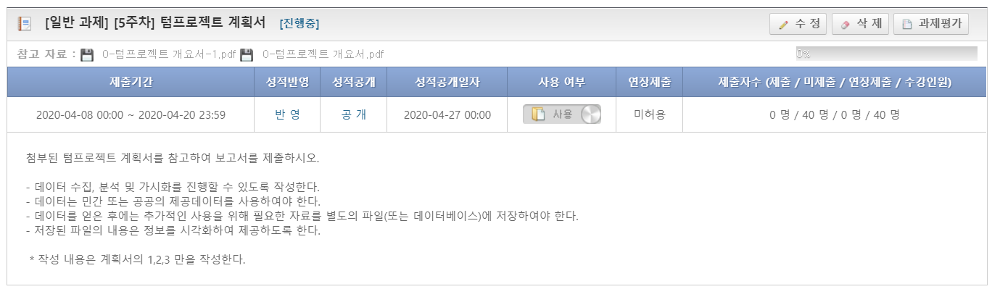 [일반 과제] [5주차] 텀프로젝트 계획서 [진행중] 수 정 삭 제 과제평가
참고 자료 : 0-텀프로젝트 개요서-1.pdf 0-텀프로젝트 개요서.pdf 0%
제출기간 성적반영 성적공개 성적공개일자 사용 여부 연장제출 제출자수 (제출 / 미제출 / 연장제출 / 수강인원)
2020-04-08 00:00 ~ 2020-04-20 23:59 반 영 공 개 2020-04-27 00:00 사용 미허용 0 명 / 40 명 / 0 명 / 40 명
첨부된 텀프로젝트 계획서를 참고하여 보고서를 제출하시오.
- 데이터 수집, 분석 및 가시화를 진행할 수 있도록 작성한다.
- 데이터는 민간 또는 공공의 제공데이터를 사용하여야 한다.
- 데이터를 얻은 후에는 추가적인 사용을 위해 필요한 자료를 별도의 파일(또는 데이터베이스)에 저장하여야 한다.
- 저장된 파일의 내용은 정보를 시각화하여 제공하도록 한다.
* 작성 내용은 계획서의 1,2,3 만을 작성한다.